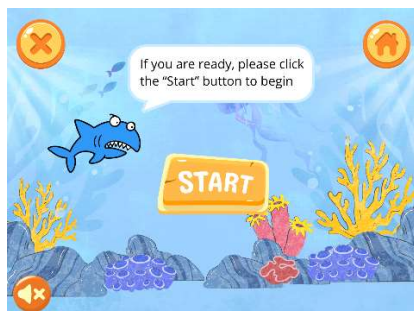 If you are ready, please click
the “Start” button to begin
START